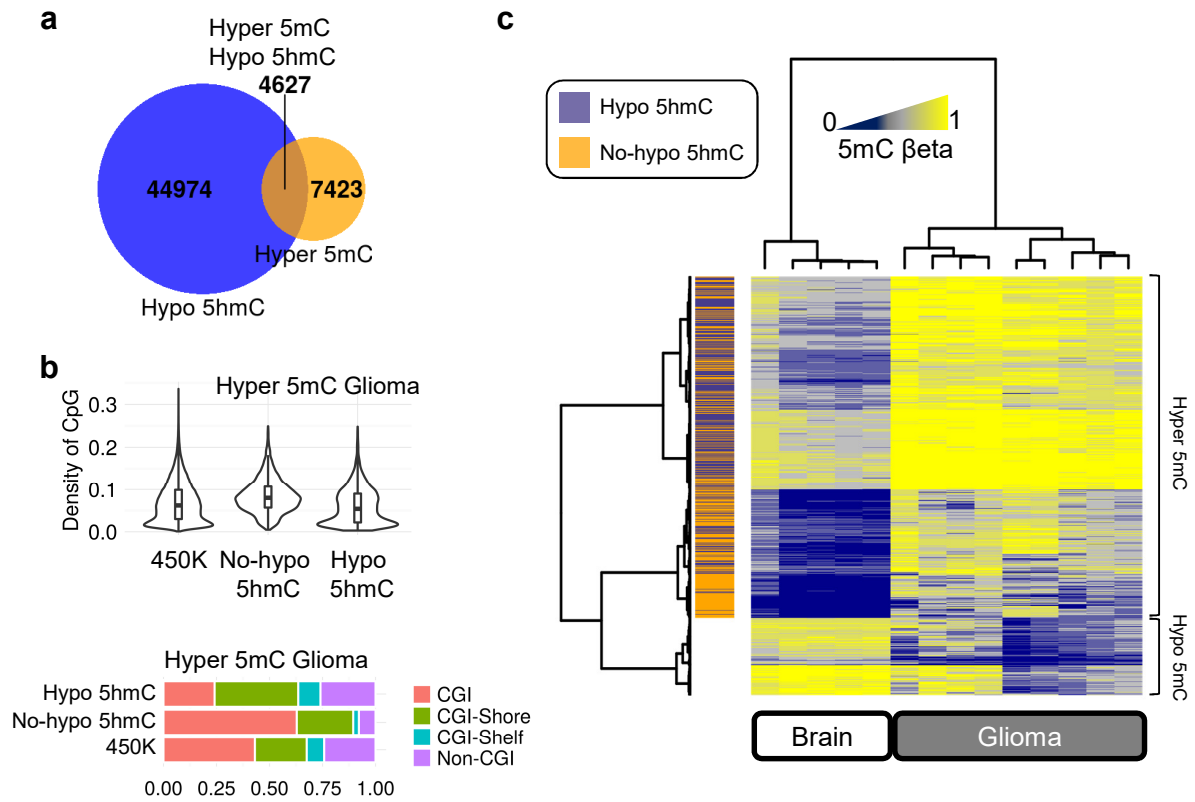 a
Hyper 5mC
Hypo 5hmC
4627
44974
7423
Hyper 5mC
Hypo 5hmC
b
Hyper 5mC Glioma
Density of CpG
0.3
0.2
0.1
0.0
450K
No-hypo
5hmC
Hypo
5hmC
Hyper 5mC Glioma
Hypo 5hmC
No-hypo 5hmC
450K
0.00 0.25 0.50 0.75 1.00
CGI
CGI-Shore
CGI-Shelf
Non-CGI
c
Hypo 5hmC
No-hypo 5hmC
0 1
5mC βeta
Hyper 5mC
Hypo 5mC
Brain
Glioma